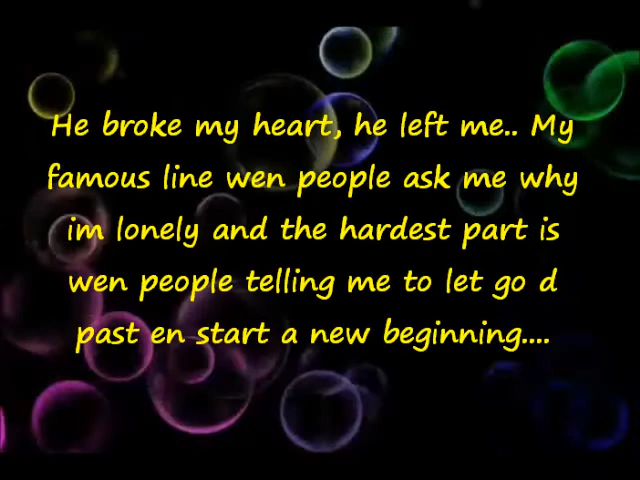 He broke my heart, he left me.. My
famous line wen people ask me why
im lonely and the hardest part is
wen people telling me to let go d
past en start a new beginning....